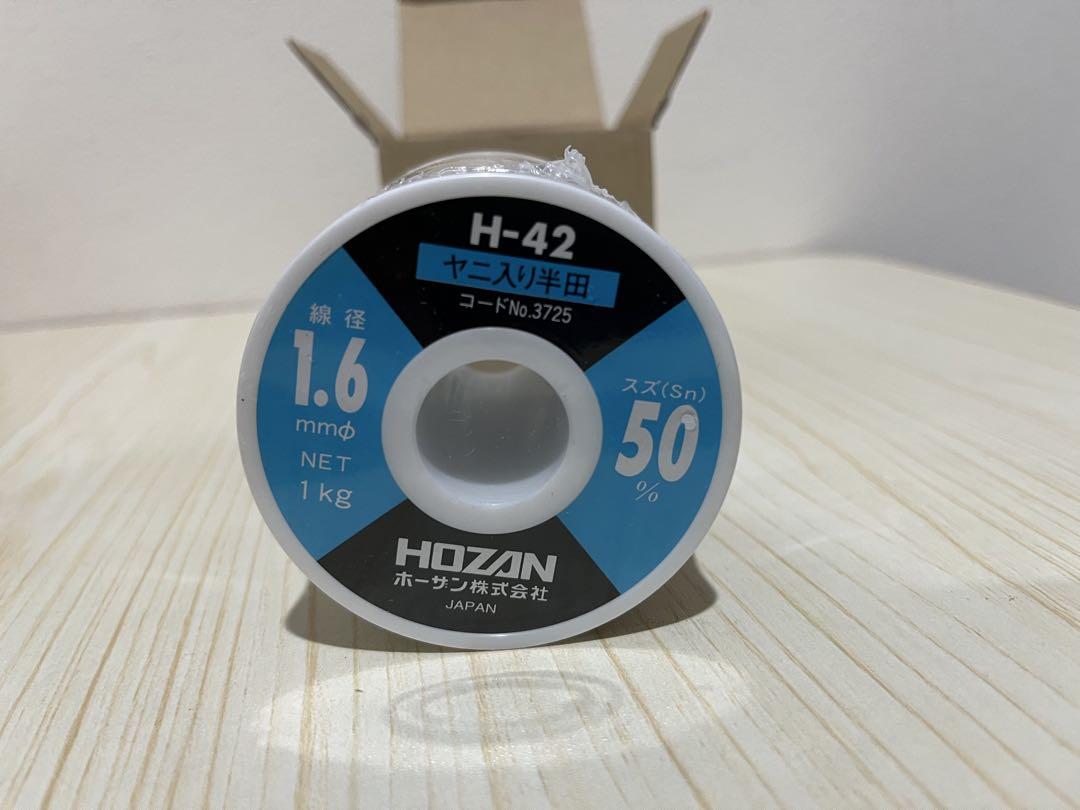 H-42
ヤニ入り半田
コードNo.3725
線径
1.6
mmφ
NET
1kg
スズ(Sn)
50
%
HOZAN
ホーザン株式会社
JAPAN